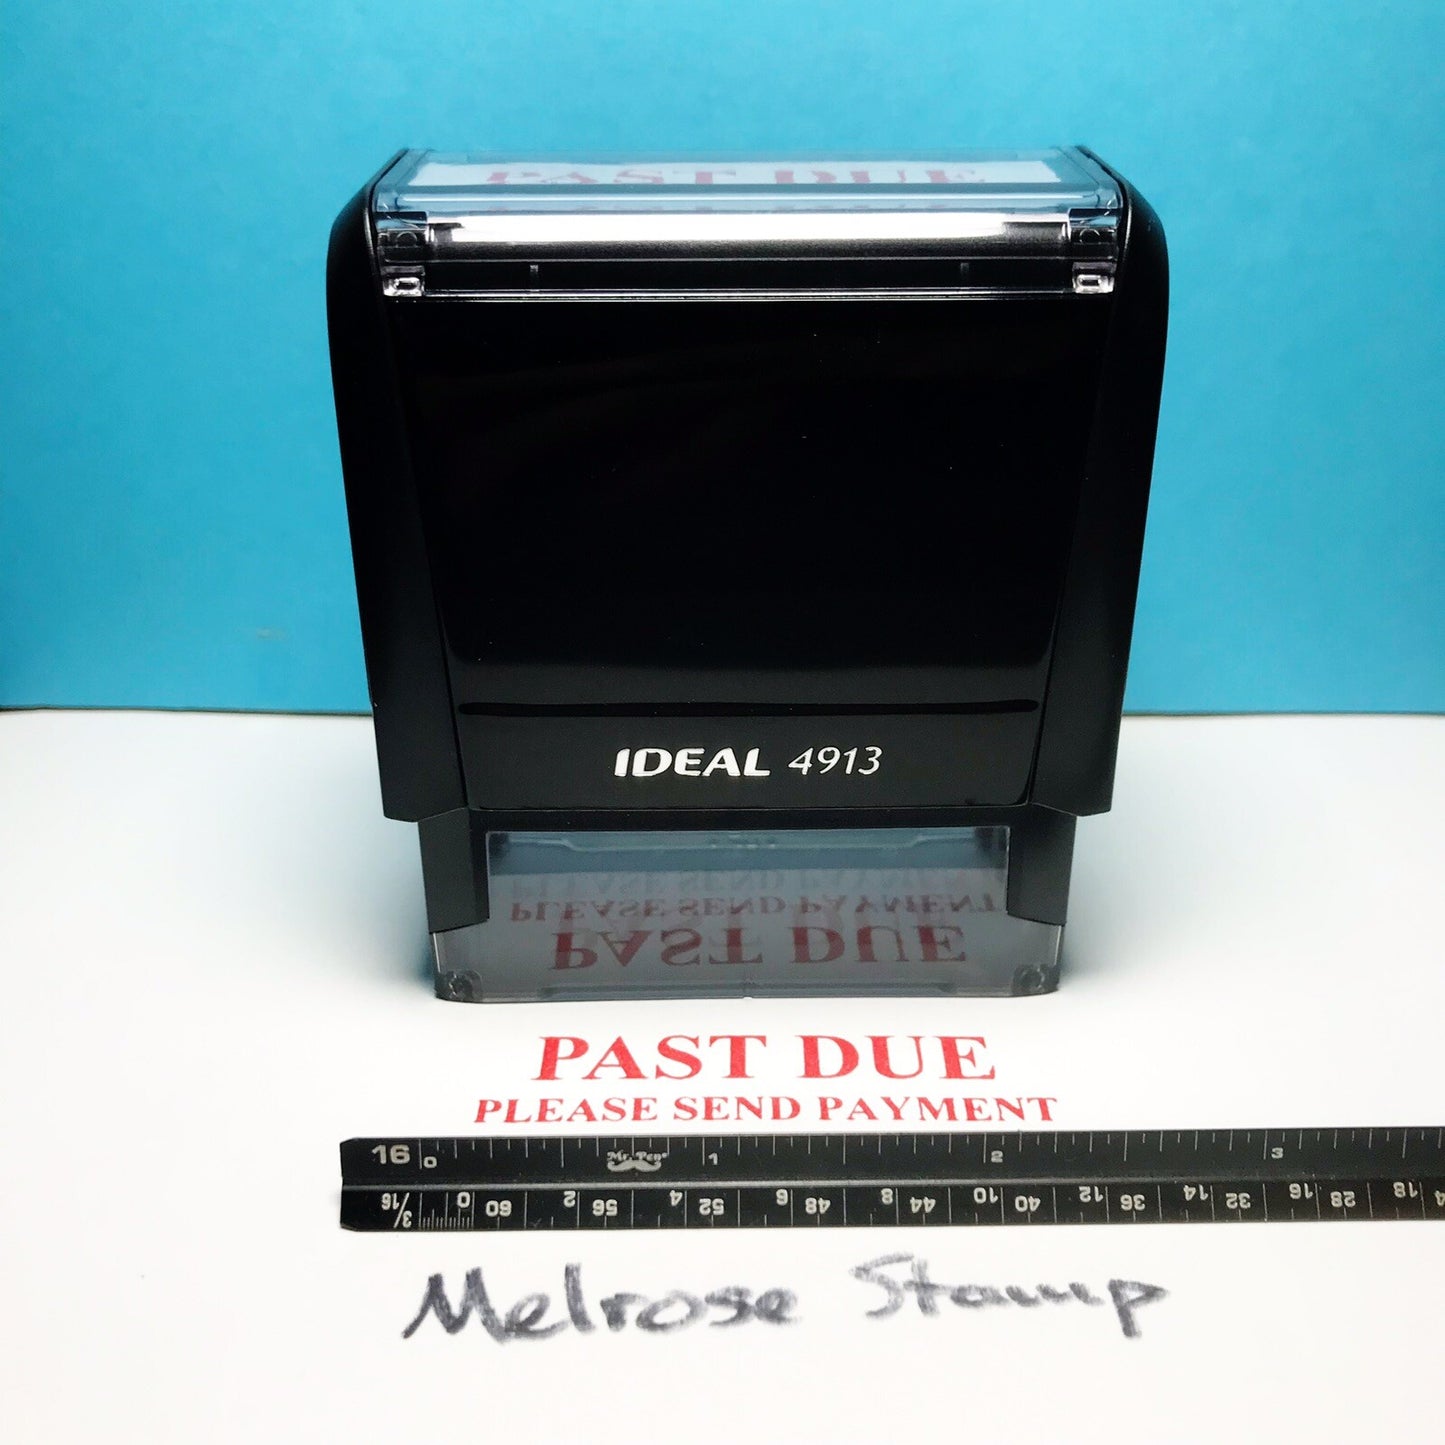 PAST DUE
IDEAL 4913
PLEASE SEND PAYMENT
PAST DUE
PAST DUE
PLEASE SEND PAYMENT
16 0 Mr. Pen 1 2 3
3/16 0 60 2 56 4 52 6 48 8 44 10 40 12 36 14 32 16 28 18
Melrose Stamp